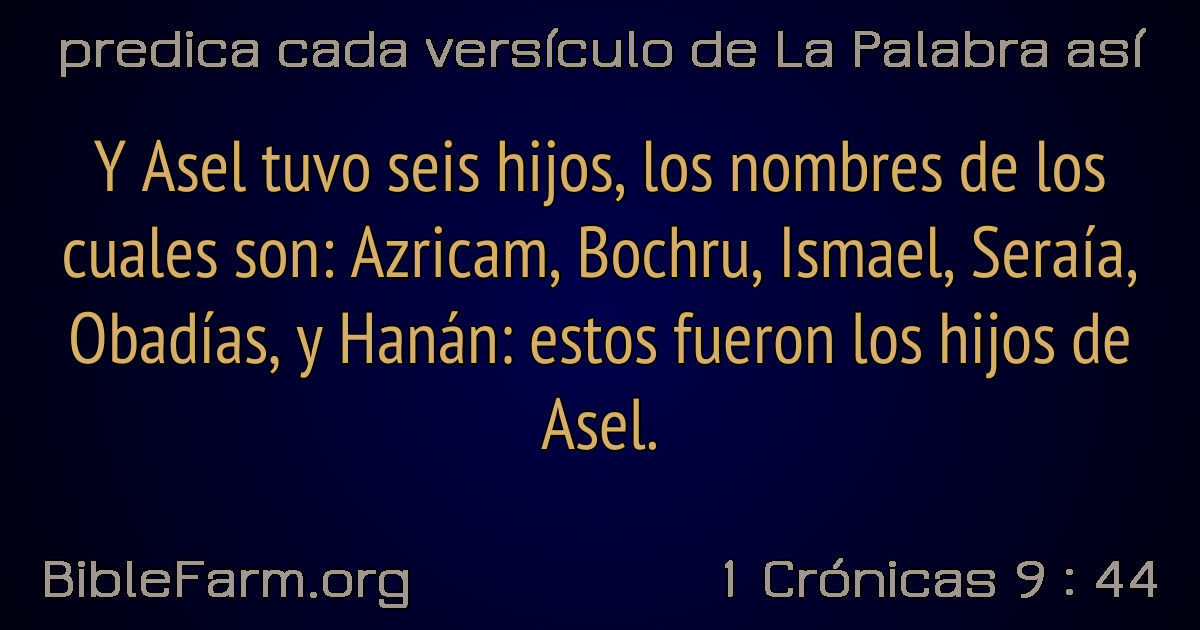 predica cada versículo de La Palabra así
Y Asel tuvo seis hijos, los nombres de los
cuales son: Azricam, Bochru, Ismael, Seraía,
Obadías, y Hanán: estos fueron los hijos de
Asel.
BibleFarm.org
1 Crónicas 9 : 44